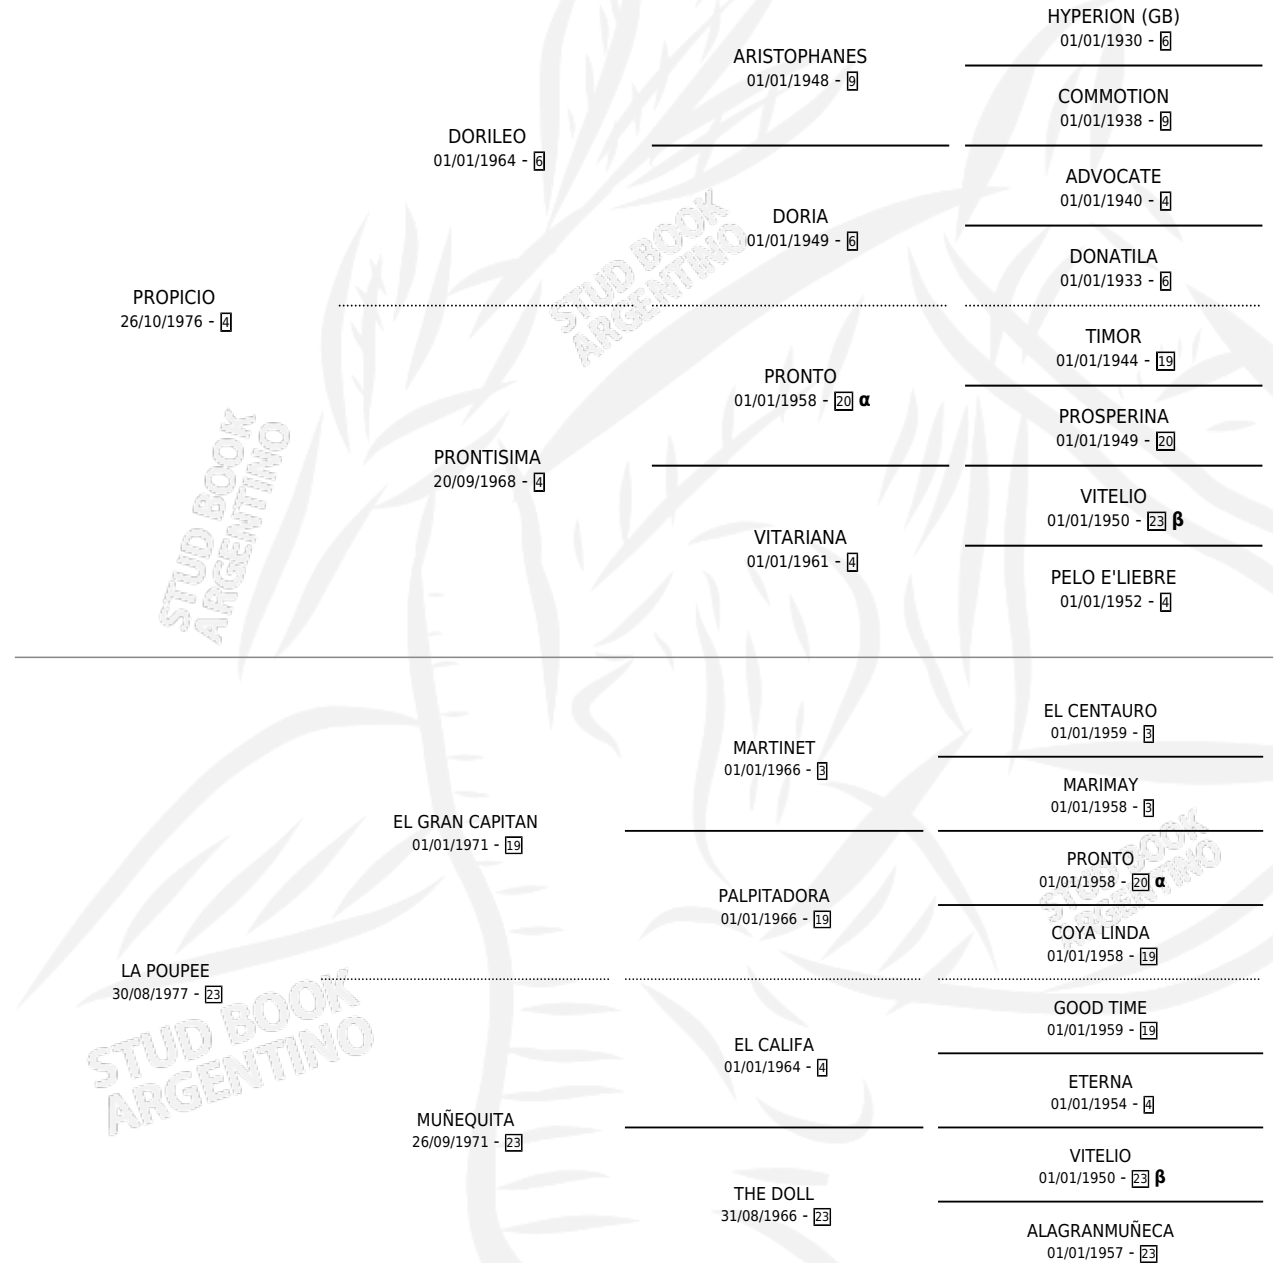 HYPERION (GB)
01/01/1930 - 6
ARISTOPHANES
01/01/1948 - 9
COMMOTION
01/01/1938 - 9
DORILEO
01/01/1964 - 6
ADVOCATE
01/01/1940 - 4
DORIA
01/01/1949 - 6
DONATILA
01/01/1933 - 6
PROPICIO
26/10/1976 - 4
TIMOR
01/01/1944 - 19
PRONTO
01/01/1958 - 20 α
PROSPERINA
01/01/1949 - 20
PRONTISIMA
20/09/1968 - 4
VITELIO
01/01/1950 - 23 β
VITARIANA
01/01/1961 - 4
PELO E'LIEBRE
01/01/1952 - 4
EL CENTAURO
01/01/1959 - 3
MARTINET
01/01/1966 - 3
MARIMAY
01/01/1958 - 3
EL GRAN CAPITAN
01/01/1971 - 19
PRONTO
01/01/1958 - 20 α
PALPITADORA
01/01/1966 - 19
COYA LINDA
01/01/1958 - 19
LA POUPEE
30/08/1977 - 23
GOOD TIME
01/01/1959 - 19
EL CALIFA
01/01/1964 - 4
ETERNA
01/01/1954 - 4
MUÑEQUITA
26/09/1971 - 23
VITELIO
01/01/1950 - 23 β
THE DOLL
31/08/1966 - 23
ALAGRANMUÑECA
01/01/1957 - 23
STUD BOOK
ARGENTINO
STUD BOOK
ARGENTINO
STUD BOOK
ARGENTINO
STUD BOOK
ARGENTINO